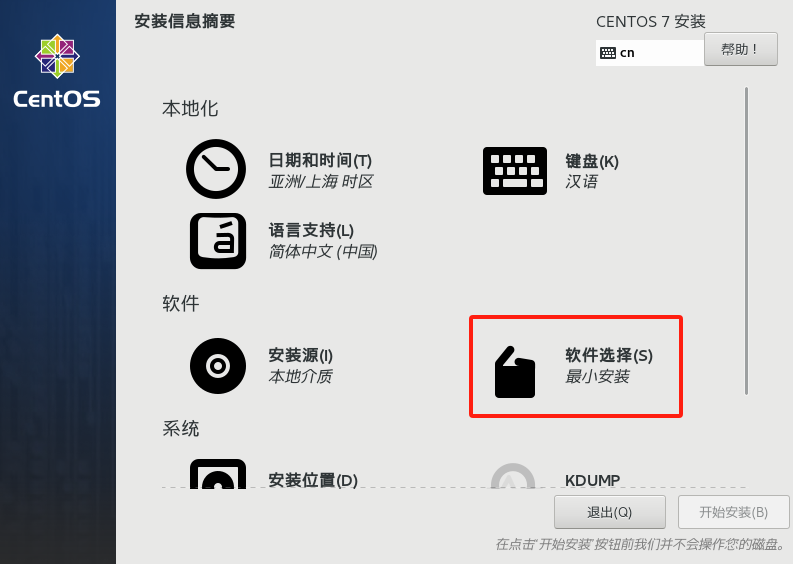 安装信息摘要
CENTOS 7 安装
cn
帮助！
CentOS
本地化
日期和时间(T)
亚洲/上海 时区
键盘(K)
汉语
语言支持(L)
简体中文 (中国)
软件
安装源(I)
本地介质
软件选择(S)
最小安装
系统
安装位置(D)
KDUMP
退出(Q)
开始安装(B)
在点击“开始安装”按钮前我们并不会操作您的磁盘。